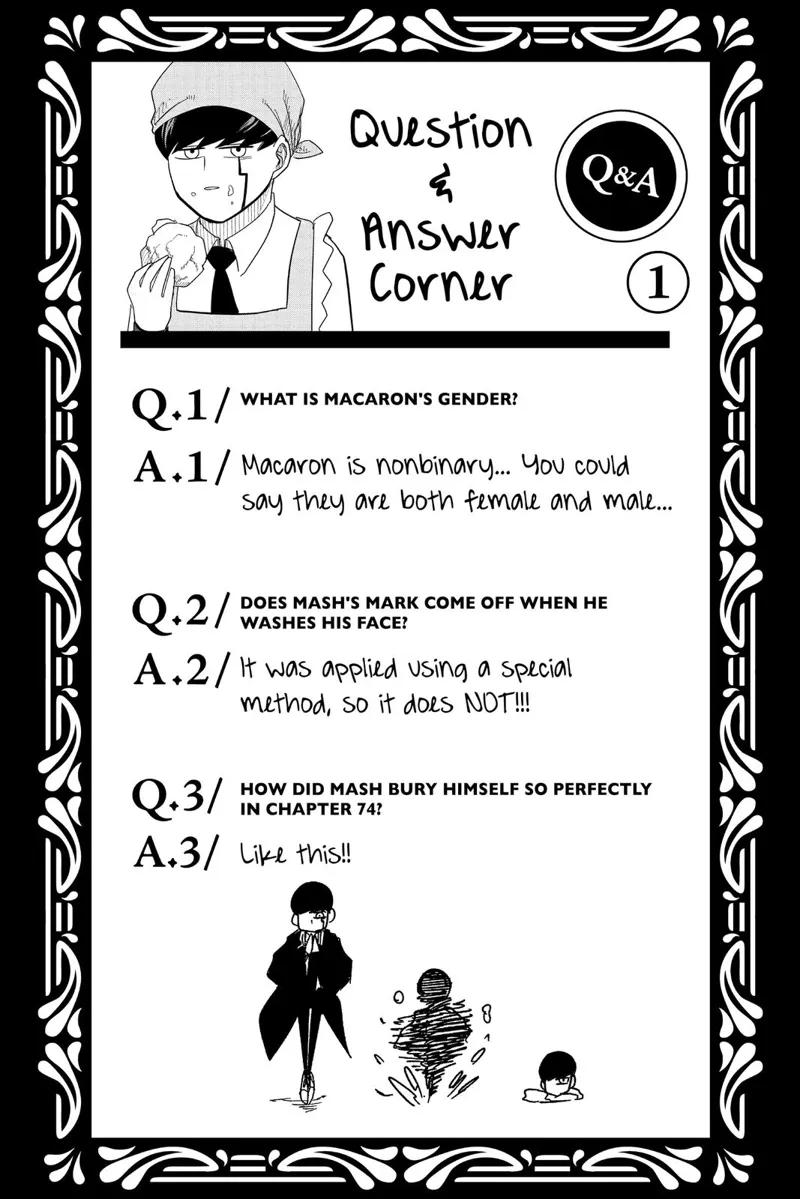 Question
&
Answer
Corner
Q&A
1
Q.1/ WHAT IS MACARON'S GENDER?
A.1/ Macaron is nonbinary... You could
say they are both female and male...
Q.2/ DOES MASH'S MARK COME OFF WHEN HE
WASHES HIS FACE?
A.2/ It was applied using a special
method, so it does NOT!!!
Q.3/ HOW DID MASH BURY HIMSELF SO PERFECTLY
IN CHAPTER 74?
A.3/ Like this!!